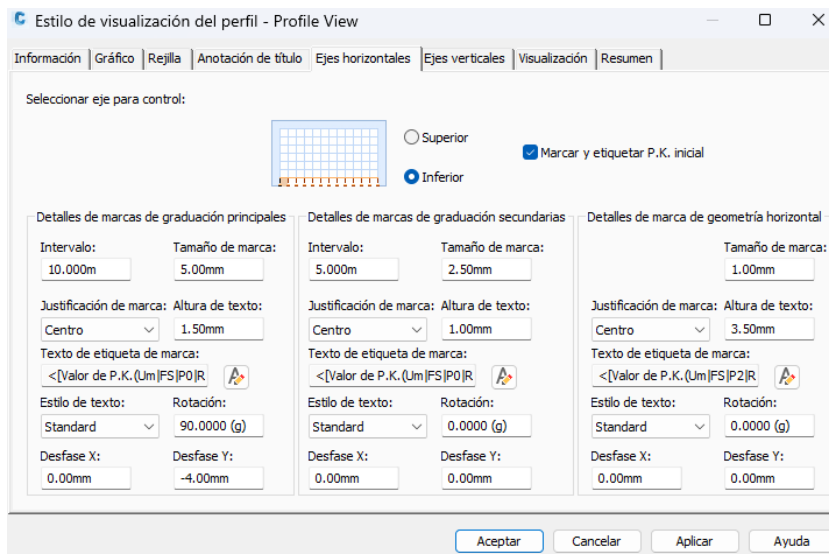 Estilo de visualización del perfil - Profile View
Información Gráfico Rejilla Anotación de título Ejes horizontales Ejes verticales Visualización Resumen
Seleccionar eje para control:
Superior
Marcar y etiquetar P.K. inicial
Inferior
Detalles de marcas de graduación principales Detalles de marcas de graduación secundarias Detalles de marca de geometría horizontal
Intervalo: Tamaño de marca: Intervalo: Tamaño de marca: Tamaño de marca:
10.000m 5.00mm 5.000m 2.50mm 1.00mm
Justificación de marca: Altura de texto: Justificación de marca: Altura de texto: Justificación de marca: Altura de texto:
Centro 1.50mm Centro 1.00mm Centro 3.50mm
Texto de etiqueta de marca: Texto de etiqueta de marca: Texto de etiqueta de marca:
<[Valor de P.K.(Um|FS|P0|R <[Valor de P.K.(Um|FS|P0|R <[Valor de P.K.(Um|FS|P2|R
Estilo de texto: Rotación: Estilo de texto: Rotación: Estilo de texto: Rotación:
Standard 90.0000 (g) Standard 0.0000 (g) Standard 0.0000 (g)
Desfase X: Desfase Y: Desfase X: Desfase Y: Desfase X: Desfase Y:
0.00mm -4.00mm 0.00mm 0.00mm 0.00mm 0.00mm
Aceptar Cancelar Aplicar Ayuda